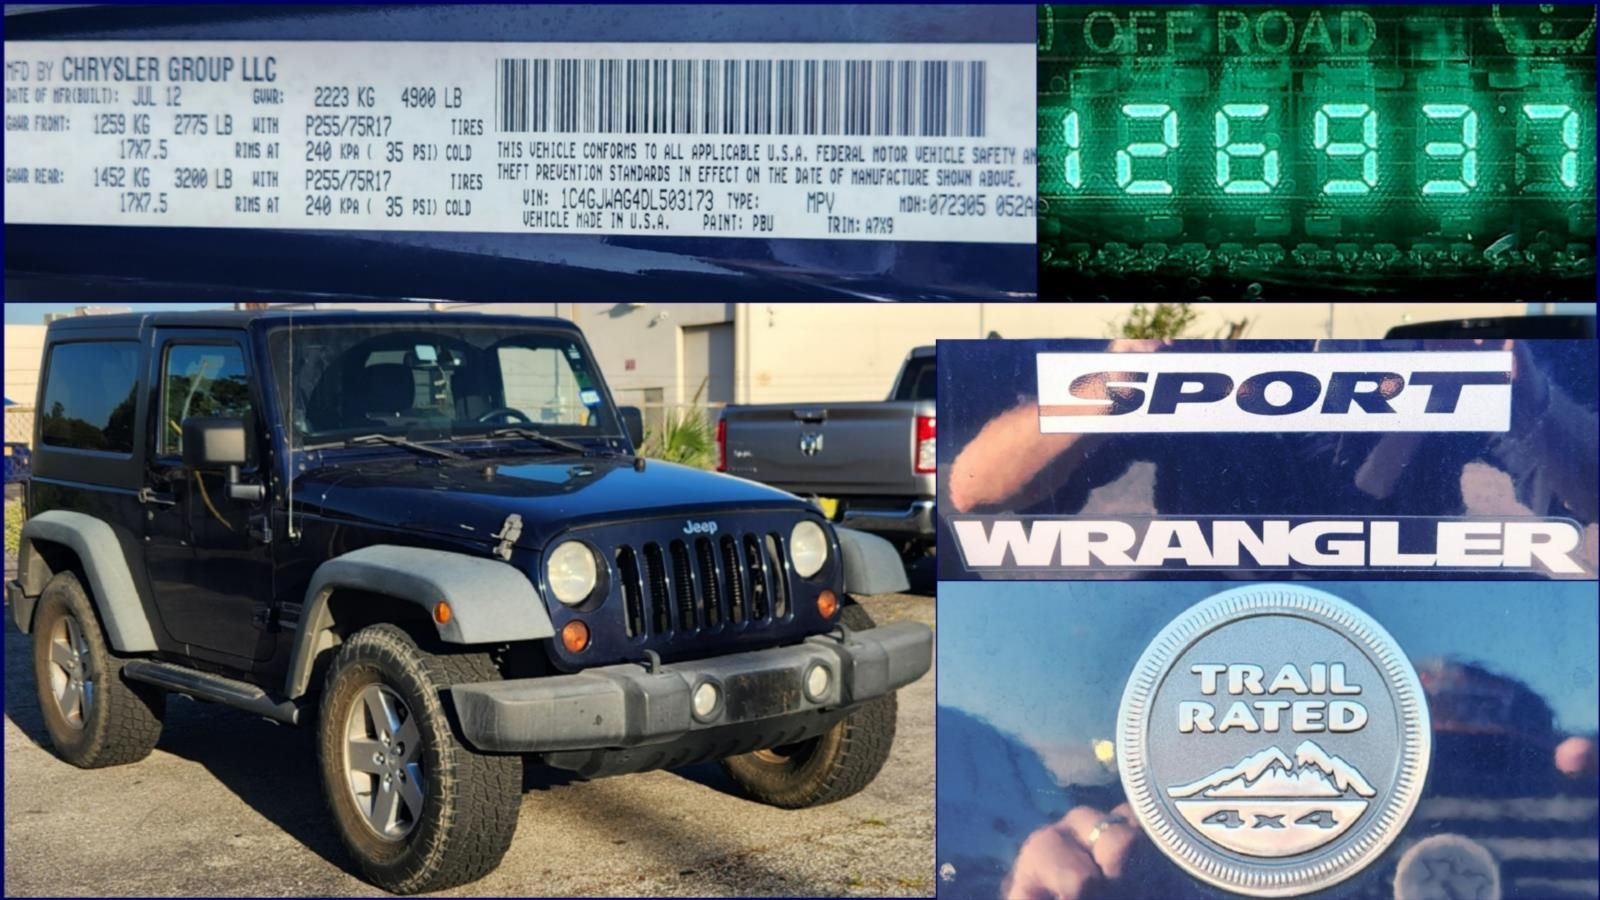 MFD BY CHRYSLER GROUP LLC
DATE OF MFR(BUILT): JUL 12 GVWR: 2223 KG 4900 LB
GAWR FRONT: 1259 KG 2775 LB WITH P255/75R17 TIRES
17X7.5 RIMS AT 240 KPA ( 35 PSI) COLD
GAWR REAR: 1452 KG 3200 LB WITH P255/75R17 TIRES
17X7.5 RIMS AT 240 KPA ( 35 PSI) COLD
THIS VEHICLE CONFORMS TO ALL APPLICABLE U.S.A. FEDERAL MOTOR VEHICLE SAFETY AN
THEFT PREVENTION STANDARDS IN EFFECT ON THE DATE OF MANUFACTURE SHOWN ABOVE.
VIN: 1C4GJWAG4DL503173 TYPE: MPV MDH:072305 052A
VEHICLE MADE IN U.S.A. PAINT: PBU TRIM: A7X9
OFF ROAD
126937
Jeep
SPORT
WRANGLER
TRAIL
RATED
4x4